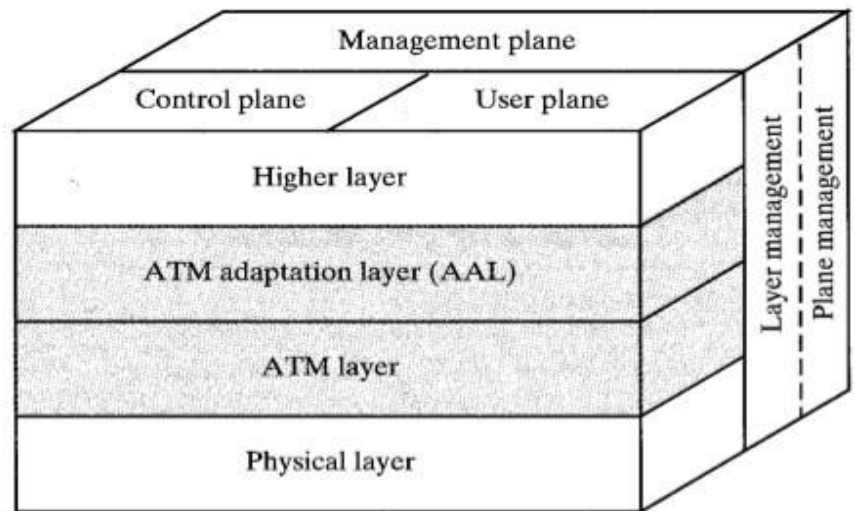 Management plane
Control plane
User plane
Higher layer
ATM adaptation layer (AAL)
ATM layer
Physical layer
Layer management
Plane management